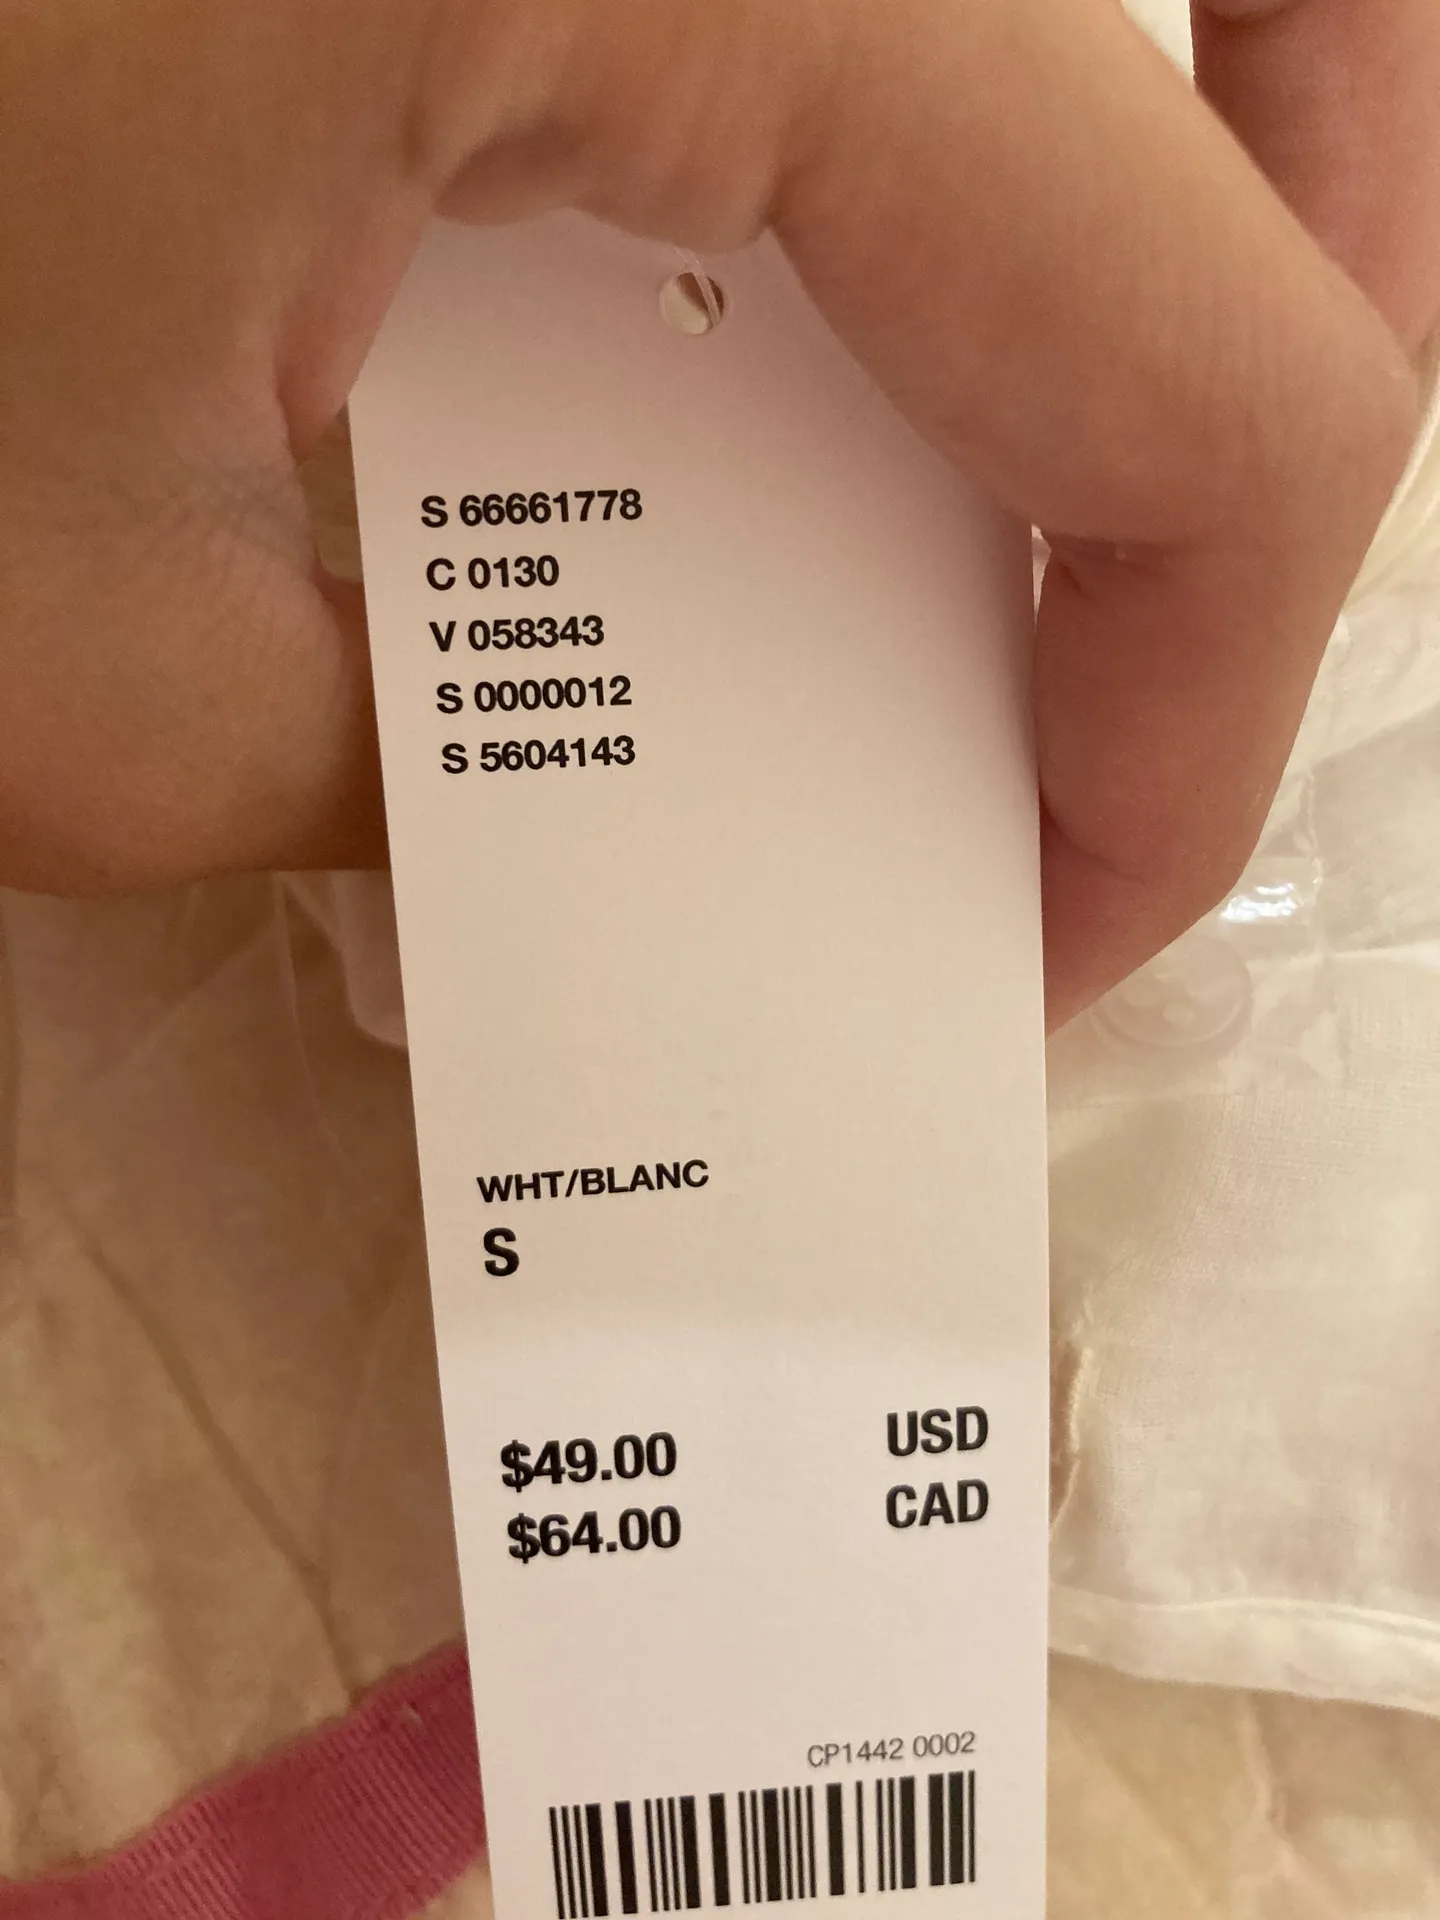 S 66661778
C 0130
V 058343
S 0000012
S 5604143
WHT/BLANC
S
$49.00 USD
$64.00 CAD
CP1442 0002